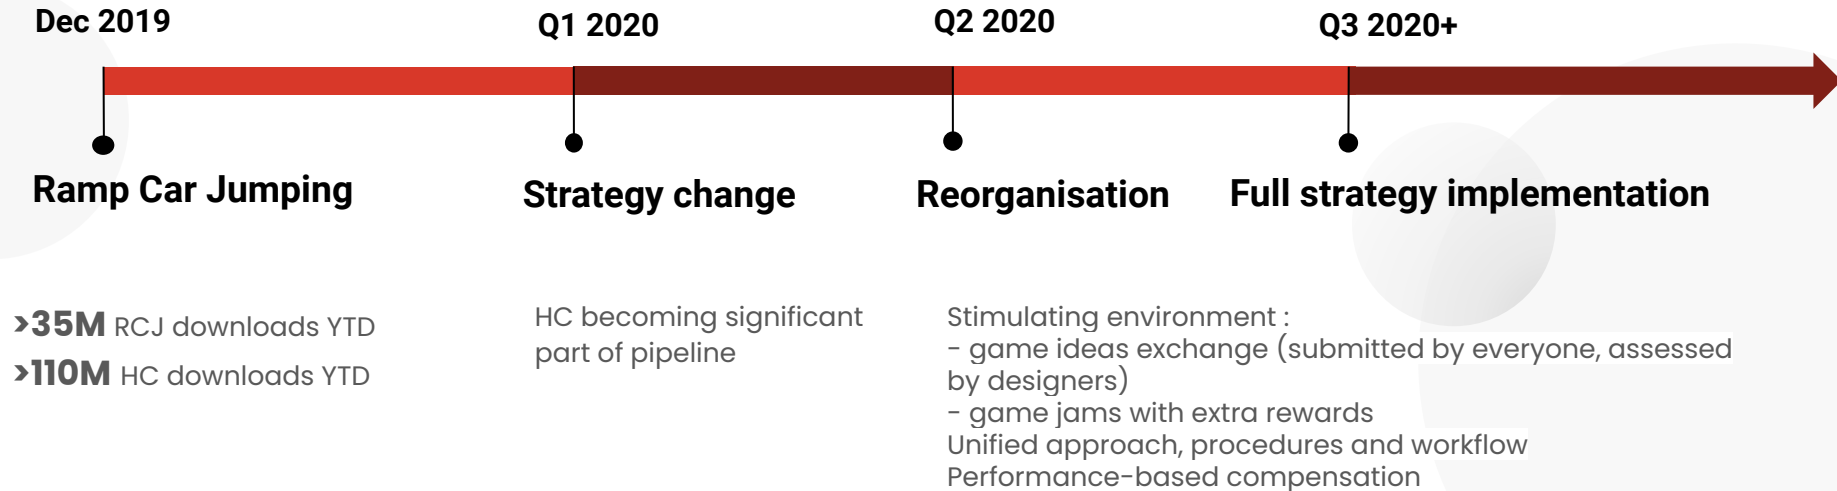 Dec 2019
Q1 2020
Q2 2020
Q3 2020+
Ramp Car Jumping
Strategy change
Reorganisation
Full strategy implementation
>35M RCJ downloads YTD
>110M HC downloads YTD
HC becoming significant
part of pipeline
Stimulating environment :
- game ideas exchange (submitted by everyone, assessed
by designers)
- game jams with extra rewards
Unified approach, procedures and workflow
Performance-based compensation